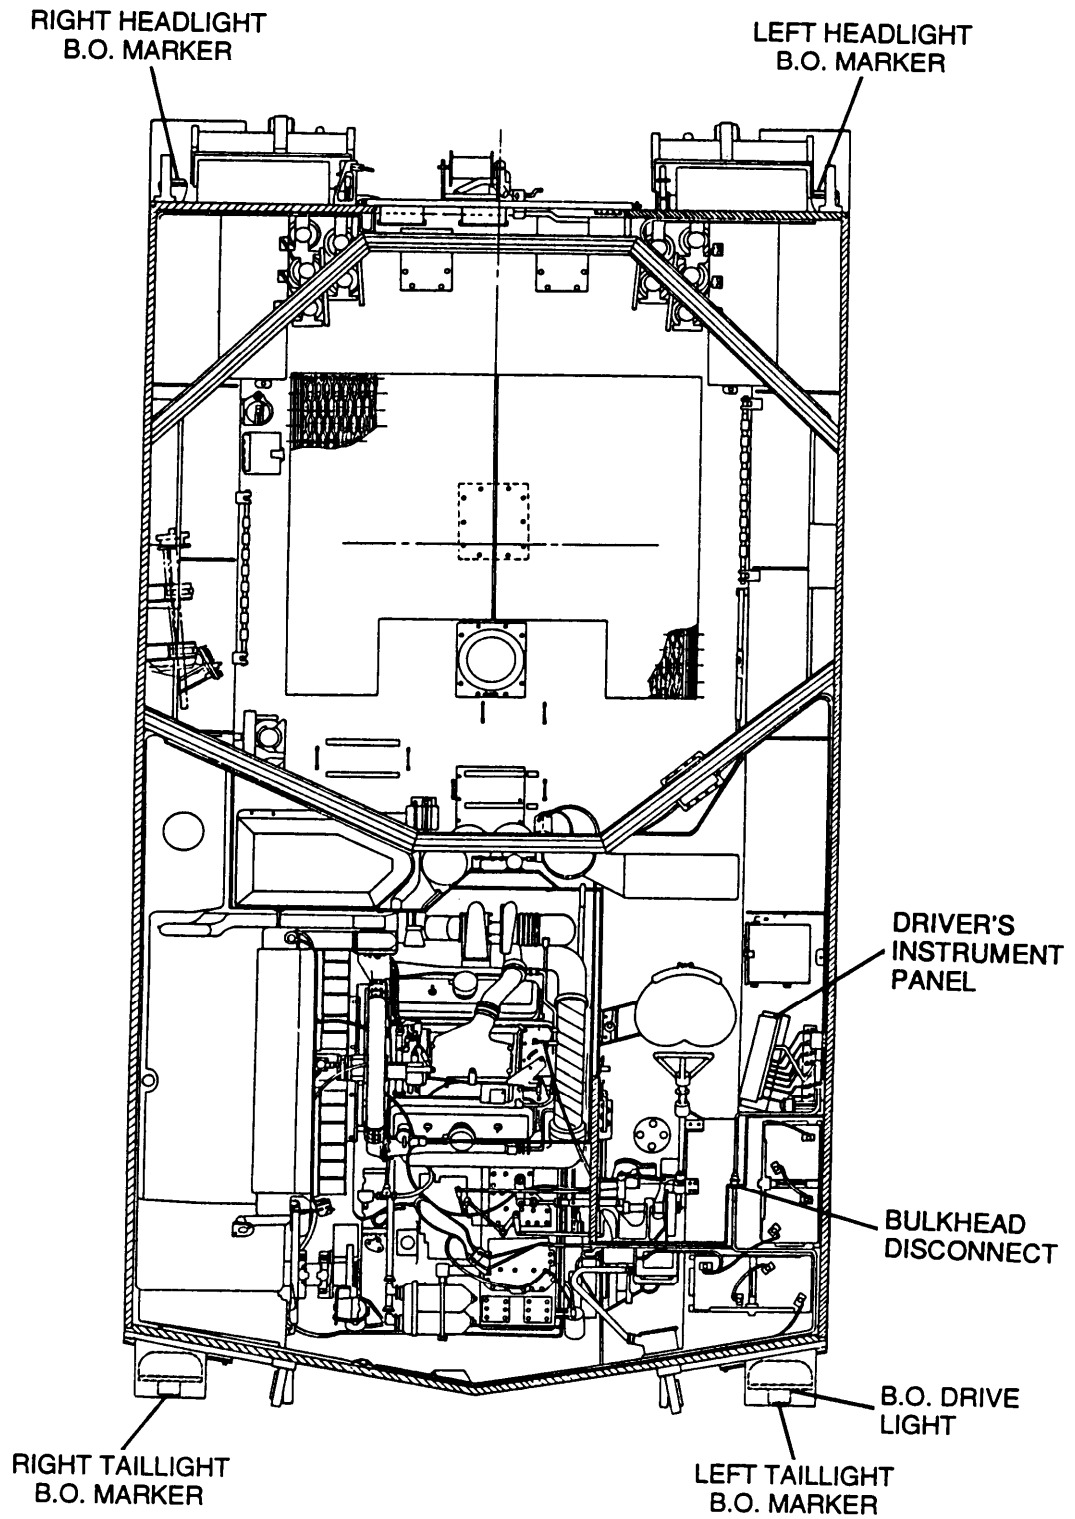 RIGHT HEADLIGHT
B.O. MARKER
LEFT HEADLIGHT
B.O. MARKER
DRIVER'S
INSTRUMENT
PANEL
BULKHEAD
DISCONNECT
B.O. DRIVE
LIGHT
RIGHT TAILLIGHT
B.O. MARKER
LEFT TAILLIGHT
B.O. MARKER